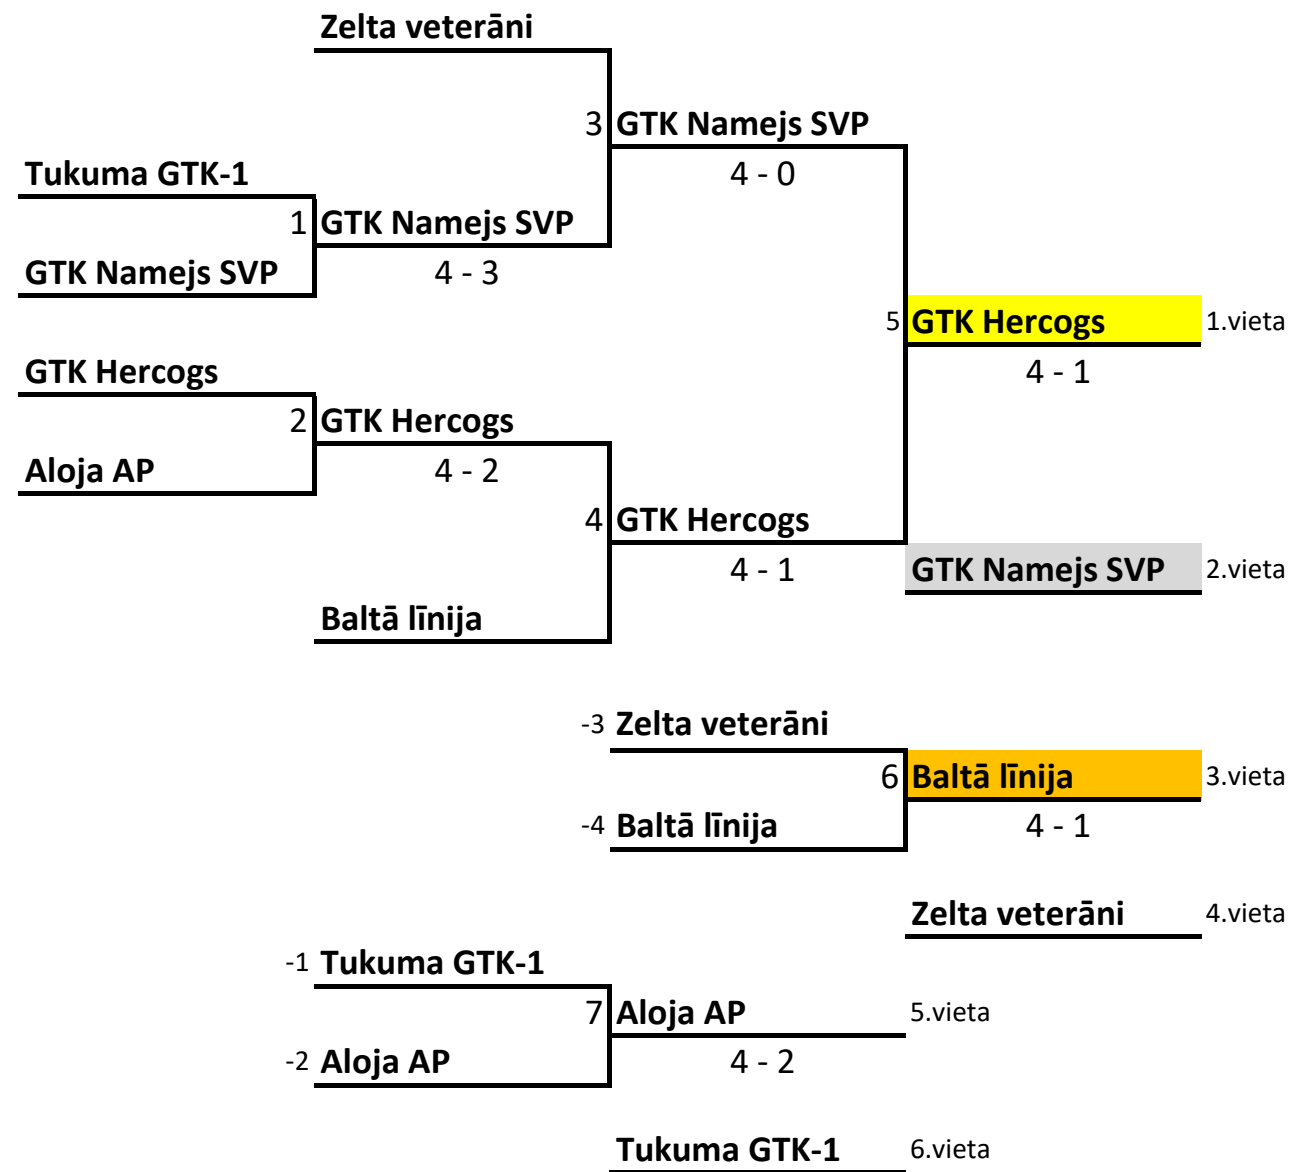 Zelta veterāni
3 GTK Namejs SVP
Tukuma GTK-1
4 - 0
1 GTK Namejs SVP
GTK Namejs SVP
4 - 3
5 GTK Hercogs 1.vieta
GTK Hercogs
4 - 1
2 GTK Hercogs
Aloja AP
4 - 2
4 GTK Hercogs
4 - 1
GTK Namejs SVP 2.vieta
Baltā līnija
-3 Zelta veterāni
6 Baltā līnija 3.vieta
-4 Baltā līnija
4 - 1
Zelta veterāni 4.vieta
-1 Tukuma GTK-1
7 Aloja AP 5.vieta
-2 Aloja AP
4 - 2
Tukuma GTK-1 6.vieta